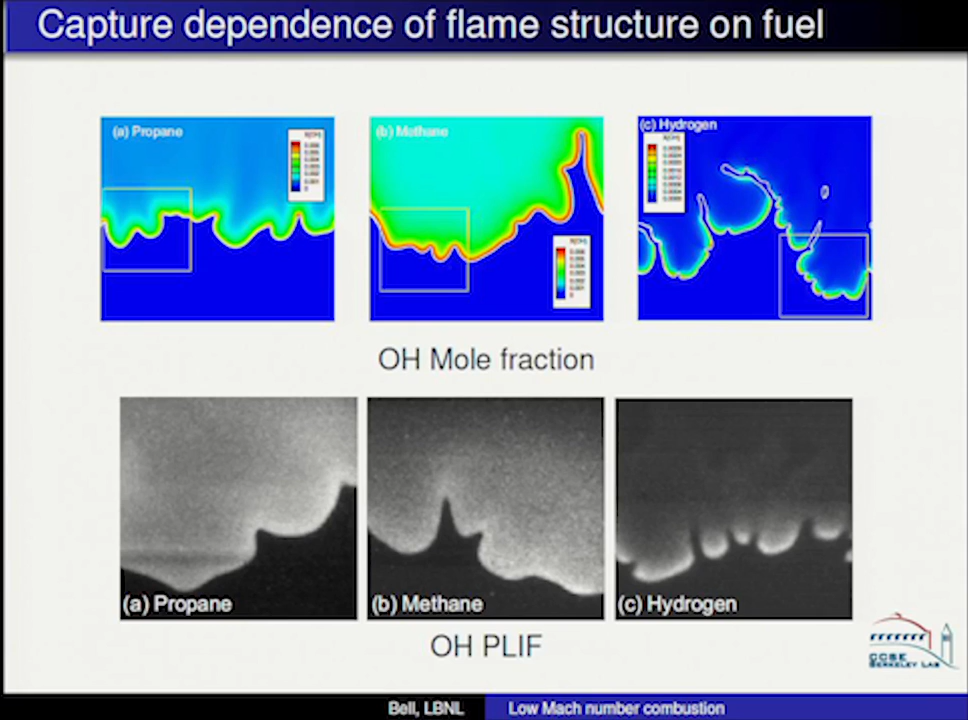 Capture dependence of flame structure on fuel
(a) Propane
(b) Methane
(c) Hydrogen
OH Mole fraction
(a) Propane
(b) Methane
(c) Hydrogen
OH PLIF
CCSE
BERKELEY LAB
Bell, LBNL
Low Mach number combustion